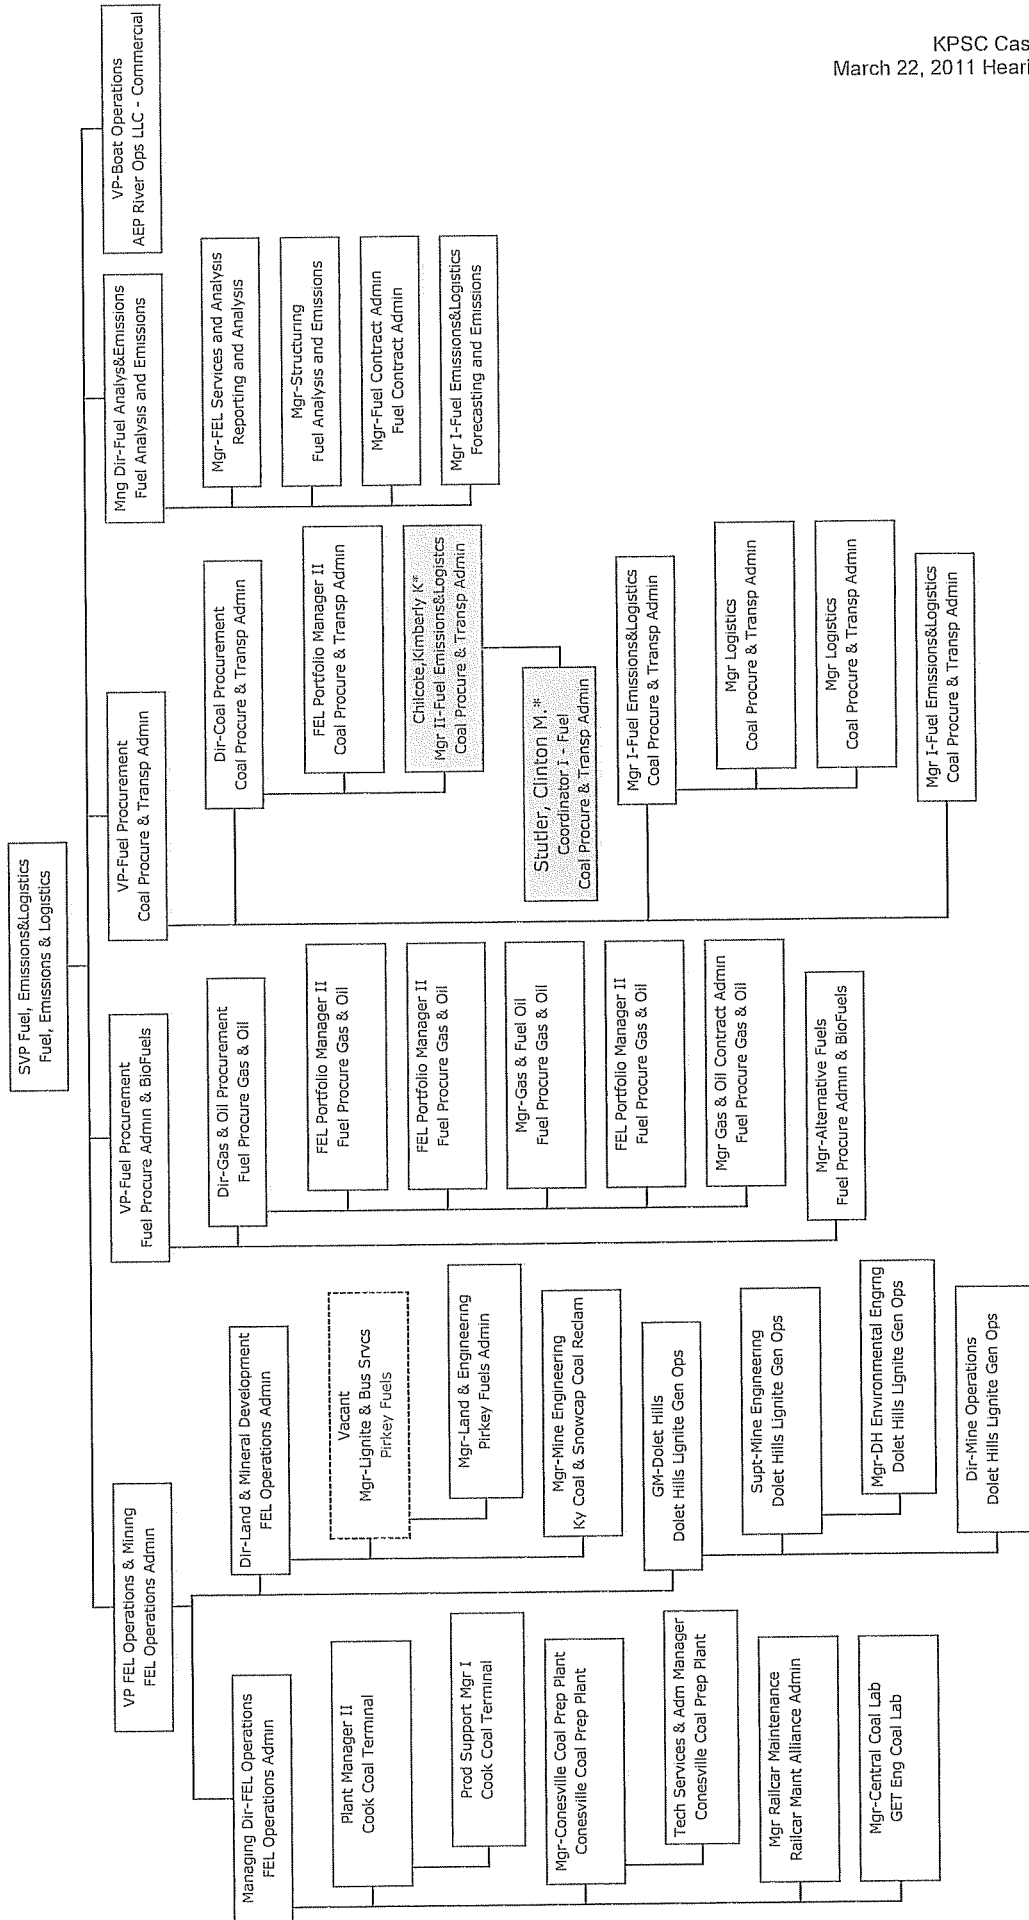 KPSC Cas
March 22, 2011 Heari
SVP Fuel, Emissions&Logistics
Fuel, Emissions & Logistics
VP FEL Operations & Mining
FEL Operations Admin
Managing Dir-FEL Operations
FEL Operations Admin
Plant Manager II
Cook Coal Terminal
Prod Support Mgr I
Cook Coal Terminal
Mgr-Conesville Coal Prep Plant
Conesville Coal Prep Plant
Tech Services & Adm Manager
Conesville Coal Prep Plant
Mgr Railcar Maintenance
Railcar Maint Alliance Admin
Mgr-Central Coal Lab
GET Eng Coal Lab
Dir-Land & Mineral Development
FEL Operations Admin
Vacant
Mgr-Lignite & Bus Srvcs
Pirkey Fuels
Mgr-Land & Engineering
Pirkey Fuels Admin
Mgr-Mine Engineering
Ky Coal & Snowcap Coal Reclam
GM-Dolet Hills
Dolet Hills Lignite Gen Ops
Supt-Mine Engineering
Dolet Hills Lignite Gen Ops
Mgr-DH Environmental Engrng
Dolet Hills Lignite Gen Ops
Dir-Mine Operations
Dolet Hills Lignite Gen Ops
VP-Fuel Procurement
Fuel Procure Admin & BioFuels
Dir-Gas & Oil Procurement
Fuel Procure Gas & Oil
FEL Portfolio Manager II
Fuel Procure Gas & Oil
FEL Portfolio Manager II
Fuel Procure Gas & Oil
Mgr-Gas & Fuel Oil
Fuel Procure Gas & Oil
FEL Portfolio Manager II
Fuel Procure Gas & Oil
Mgr Gas & Oil Contract Admin
Fuel Procure Gas & Oil
Mgr-Alternative Fuels
Fuel Procure Admin & BioFuels
VP-Fuel Procurement
Coal Procure & Transp Admin
Dir-Coal Procurement
Coal Procure & Transp Admin
FEL Portfolio Manager II
Coal Procure & Transp Admin
Chilcote,Kimberly K*
Mgr II-Fuel Emissions&Logistcs
Coal Procure & Transp Admin
Stutler, Clinton M.*
Coordinator I - Fuel
Coal Procure & Transp Admin
Mgr I-Fuel Emissions&Logistics
Coal Procure & Transp Admin
Mgr Logistics
Coal Procure & Transp Admin
Mgr Logistics
Coal Procure & Transp Admin
Mgr I-Fuel Emissions&Logistics
Coal Procure & Transp Admin
Mng Dir-Fuel Analys&Emissions
Fuel Analysis and Emissions
Mgr-FEL Services and Analysis
Reporting and Analysis
Mgr-Structuring
Fuel Analysis and Emissions
Mgr-Fuel Contract Admin
Fuel Contract Admin
Mgr I-Fuel Emissions&Logistics
Forecasting and Emissions
VP-Boat Operations
AEP River Ops LLC - Commercial